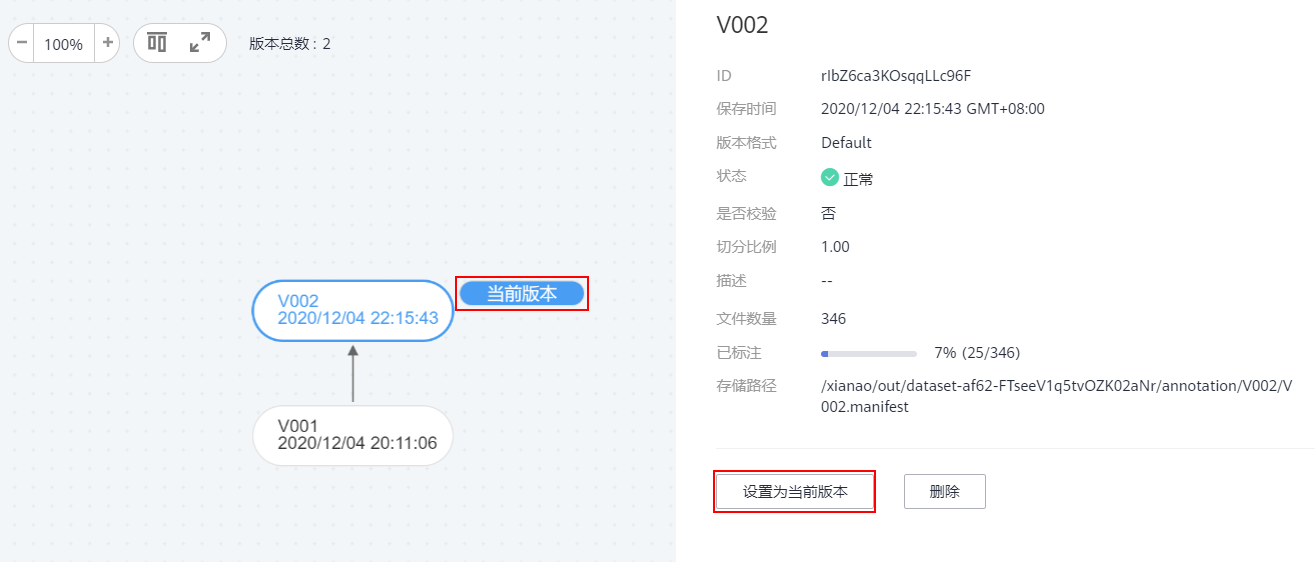 100%
版本总数 : 2
V002
2020/12/04 22:15:43
当前版本
V001
2020/12/04 20:11:06
V002
ID rIbZ6ca3KOsqqLLc96F
保存时间 2020/12/04 22:15:43 GMT+08:00
版本格式 Default
状态 正常
是否校验 否
切分比例 1.00
描述 --
文件数量 346
已标注 7% (25/346)
存储路径 /xianao/out/dataset-af62-FTseeV1q5tvOZK02aNr/annotation/V002/V
002.manifest
设置为当前版本 删除